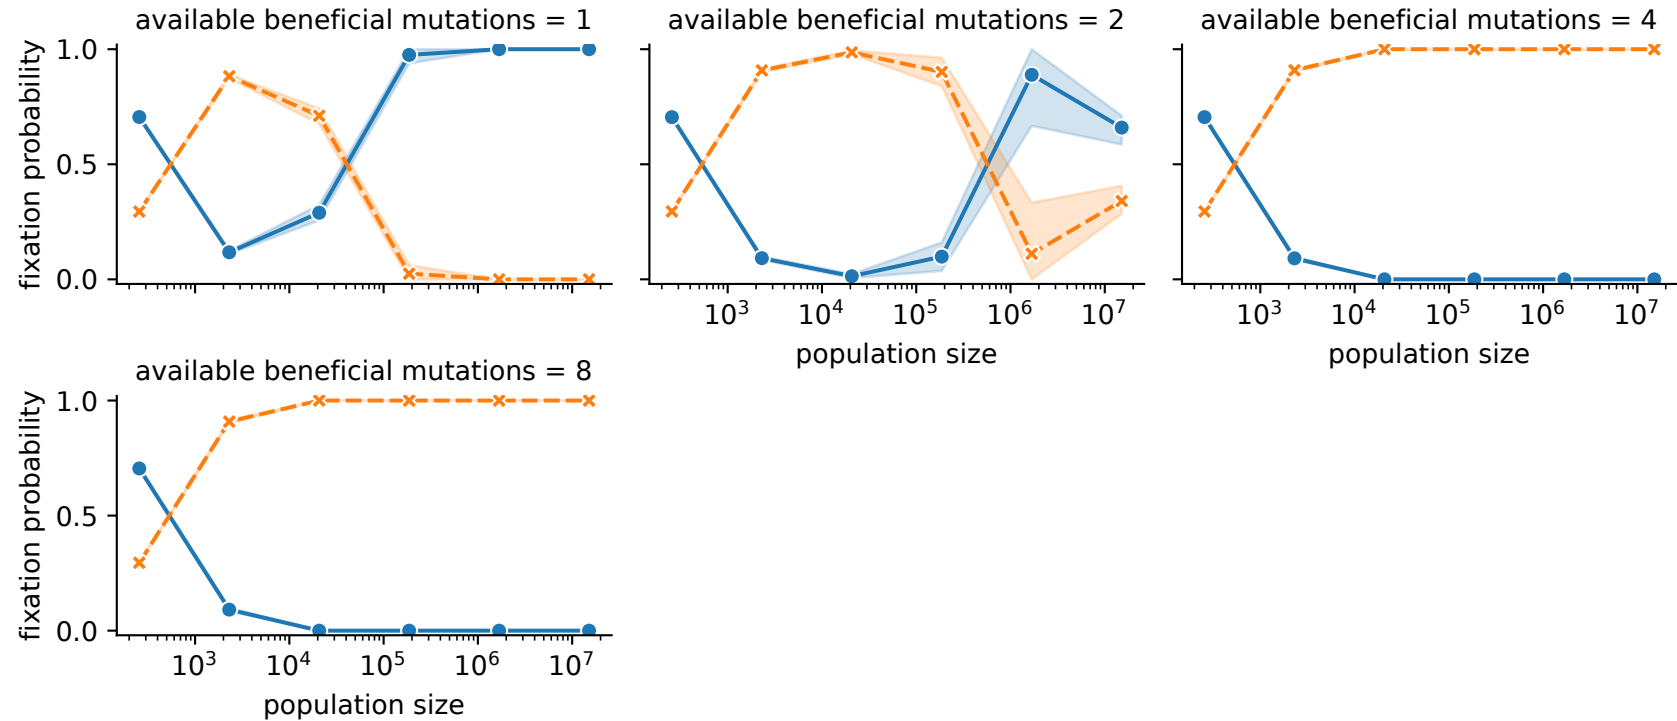 available beneficial mutations = 1
available beneficial mutations = 2
available beneficial mutations = 4
fixation probability
1.0
0.5
0.0
10³ 10⁴ 10⁵ 10⁶ 10⁷
population size
10³ 10⁴ 10⁵ 10⁶ 10⁷
population size
available beneficial mutations = 8
fixation probability
1.0
0.5
0.0
10³ 10⁴ 10⁵ 10⁶ 10⁷
population size